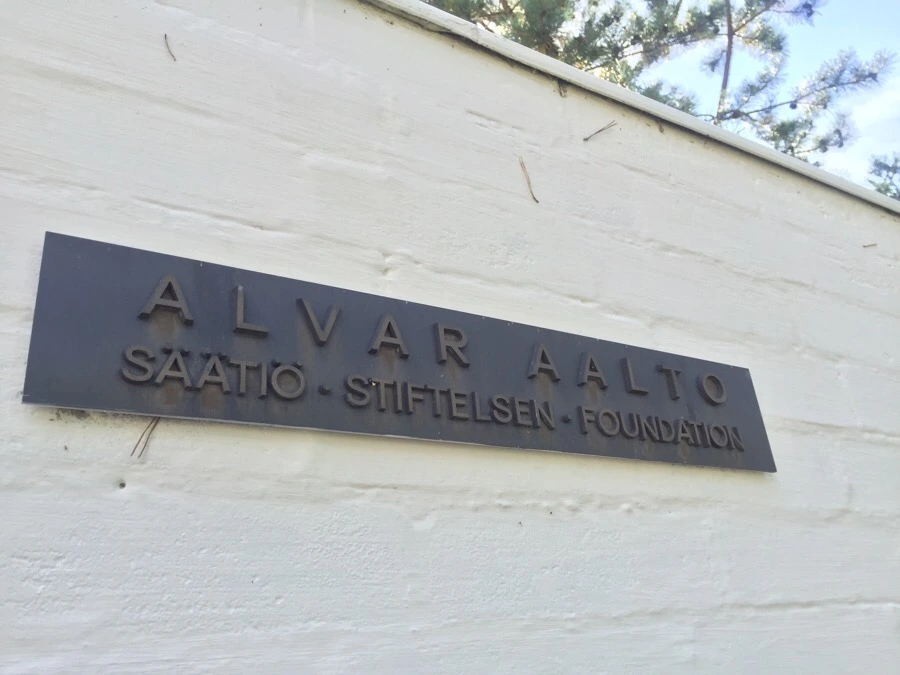 ALVAR AALTO
SÄÄTIÖ · STIFTELSEN · FOUNDATION